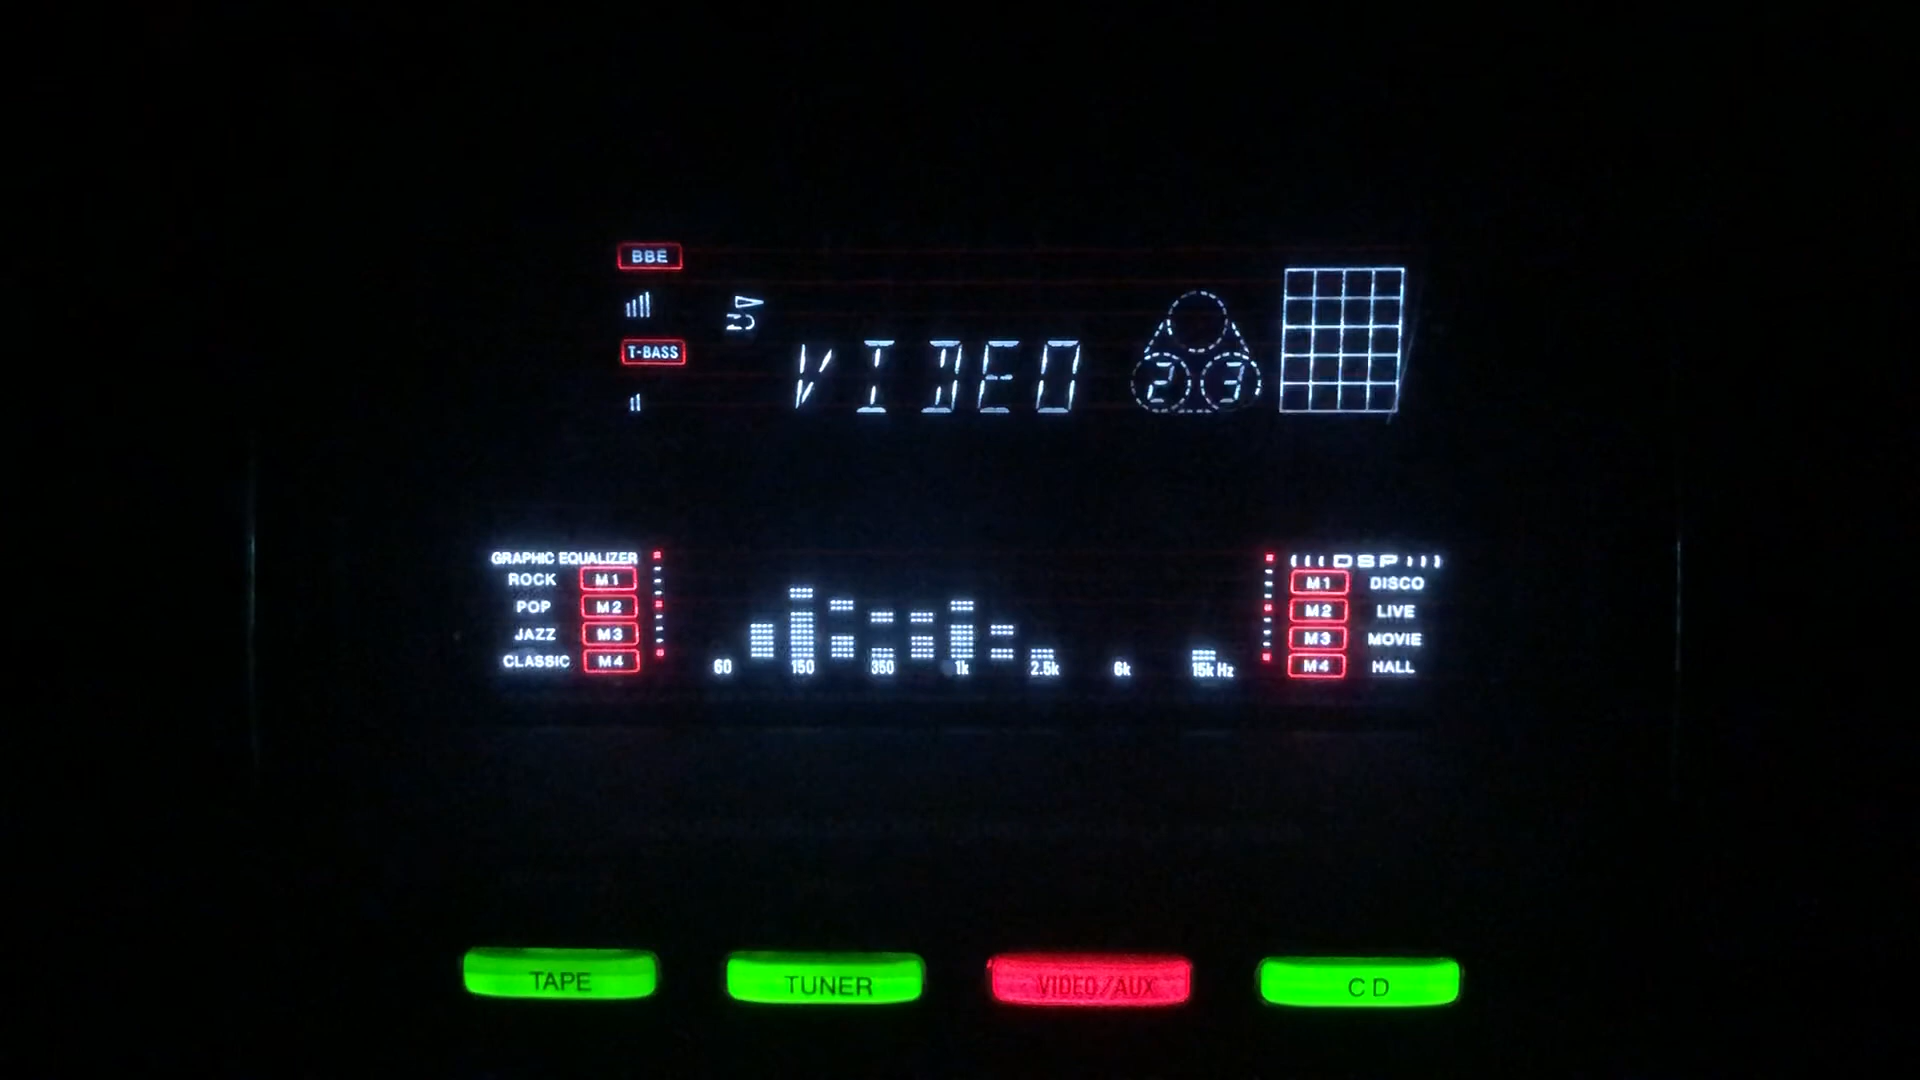 BBE
T-BASS
VIDEO
2 3
GRAPHIC EQUALIZER
ROCK M1
POP M2
JAZZ M3
CLASSIC M4
60 150 350 1k 2.5k 6k 15k Hz
(((DSP)))
M1 DISCO
M2 LIVE
M3 MOVIE
M4 HALL
TAPE TUNER VIDEO/AUX CD